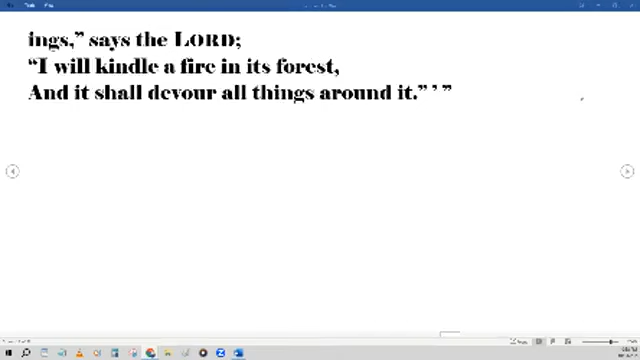 ings,” says the LORD;
“I will kindle a fire in its forest,
And it shall devour all things around it.” ’ ”